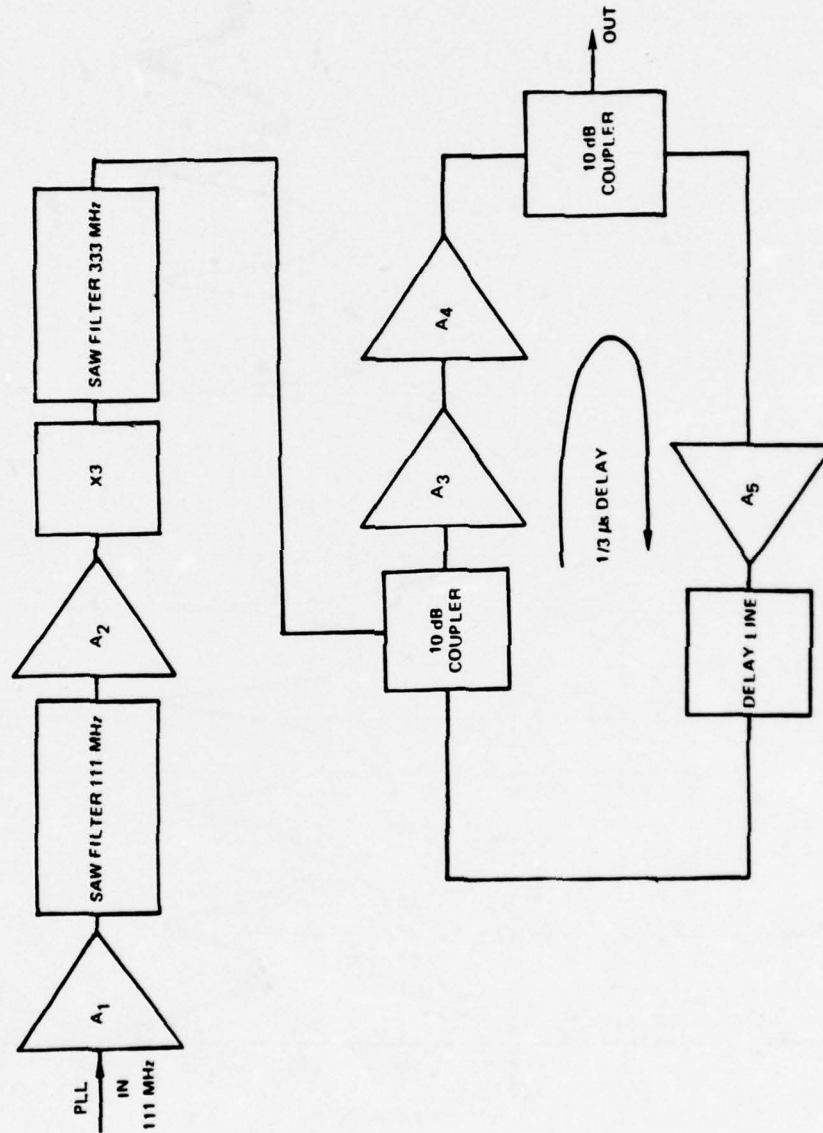 PLL
IN
111 MHz
A1
SAW FILTER 111 MHz
A2
X3
SAW FILTER 333 MHz
10 dB
COUPLER
A3
A4
10 dB
COUPLER
OUT
1/3 μs DELAY
A5
DELAY LINE